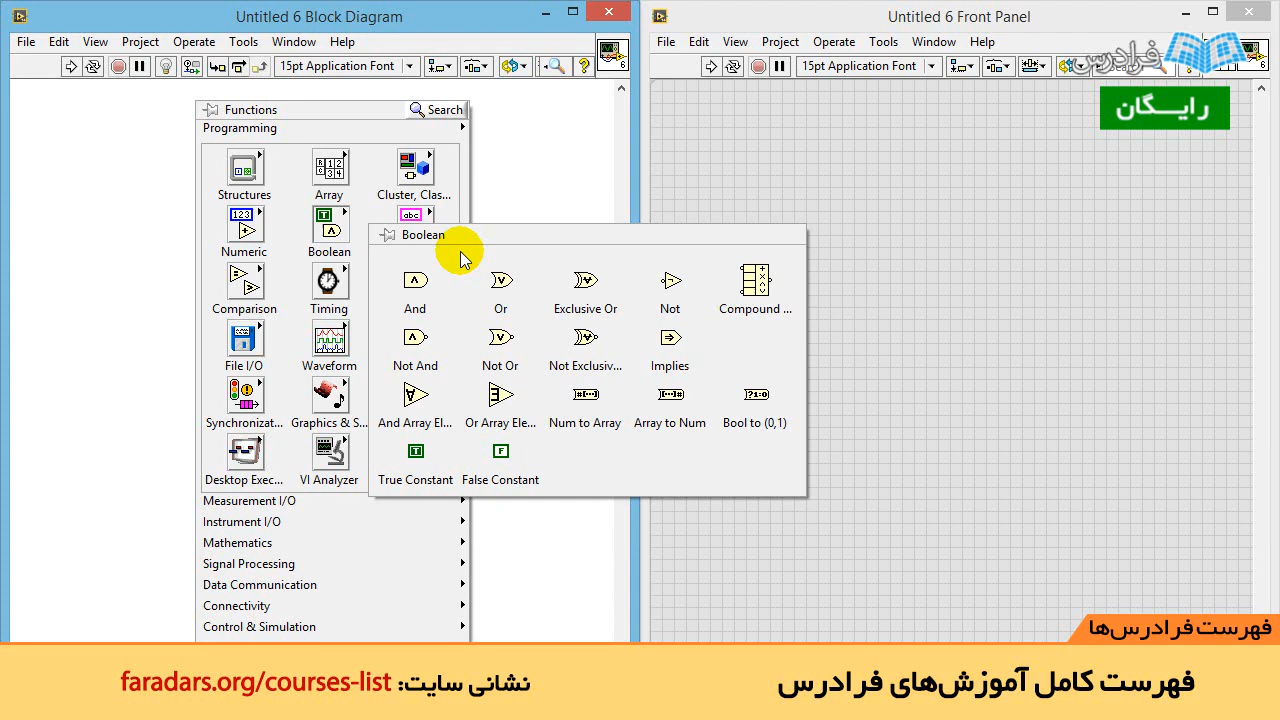 Untitled 6 Block Diagram
File Edit View Project Operate Tools Window Help
15pt Application Font
6
Functions
Search
Programming
Structures Array Cluster, Clas...
Numeric Boolean
Comparison Timing
File I/O Waveform
Synchronizat... Graphics & S...
Desktop Exec... VI Analyzer
Measurement I/O
Instrument I/O
Mathematics
Signal Processing
Data Communication
Connectivity
Control & Simulation
Boolean
And Or Exclusive Or Not Compound ...
Not And Not Or Not Exclusiv... Implies
And Array El... Or Array Ele... Num to Array Array to Num Bool to (0,1)
True Constant False Constant
Untitled 6 Front Panel
File Edit View Project Operate Tools Window Help
15pt Application Font
6
فرادرس
رایـــگان
فهرست فرادرس‌ها
فهرست کامل آموزش‌های فرادرس
نشانی سایت: faradars.org/courses-list